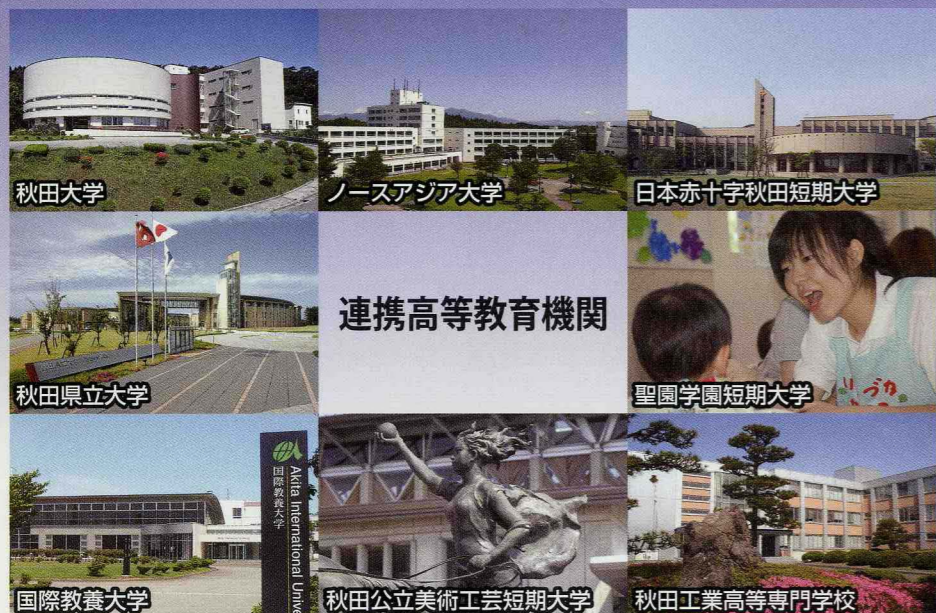 秋田大学
ノースアジア大学
日本赤十字秋田短期大学
秋田県立大学
連携高等教育機関
聖園学園短期大学
いづか
国際教養大学
Akita International Unive
国際教養大学
秋田公立美術工芸短期大学
秋田工業高等専門学校